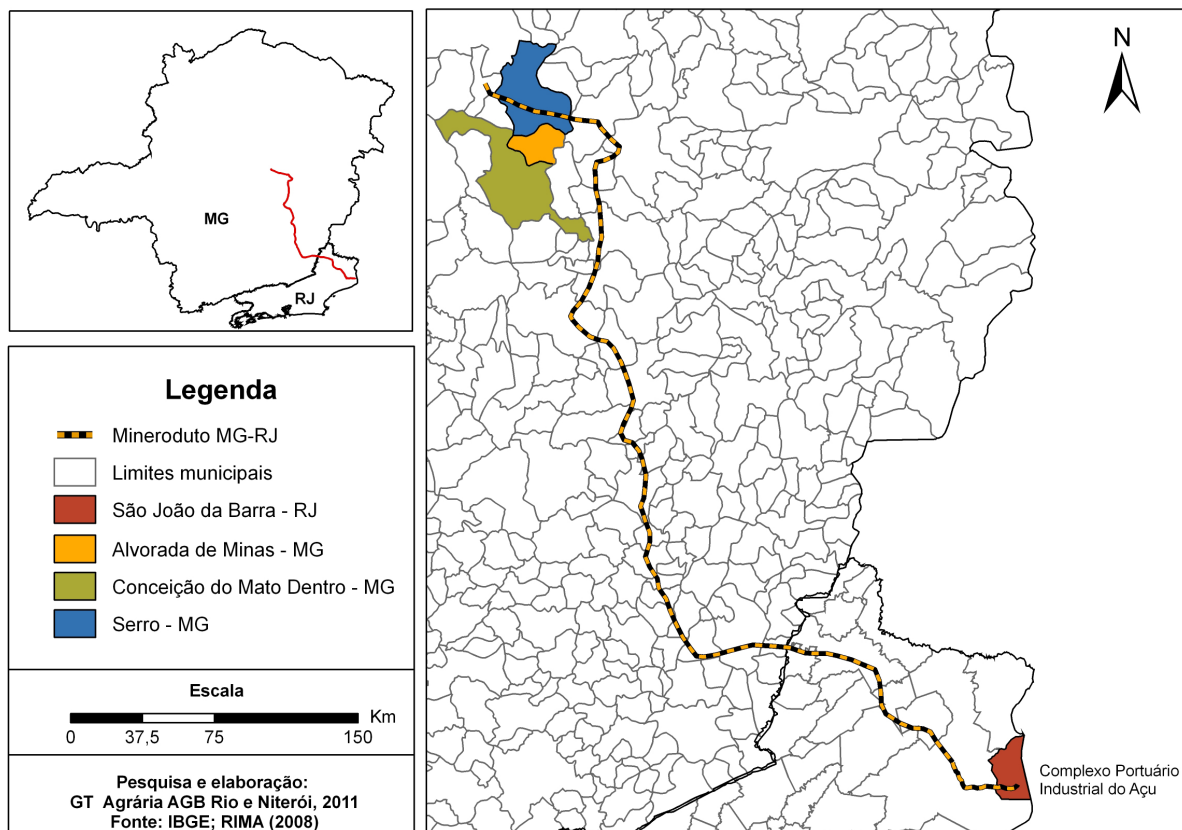 MG
RJ
Legenda
Mineroduto MG-RJ
Limites municipais
São João da Barra - RJ
Alvorada de Minas - MG
Conceição do Mato Dentro - MG
Serro - MG
Escala
Km
0 37,5 75 150
Pesquisa e elaboração:
GT Agrária AGB Rio e Niterói, 2011
Fonte: IBGE; RIMA (2008)
N
Complexo Portuário
Industrial do Açu